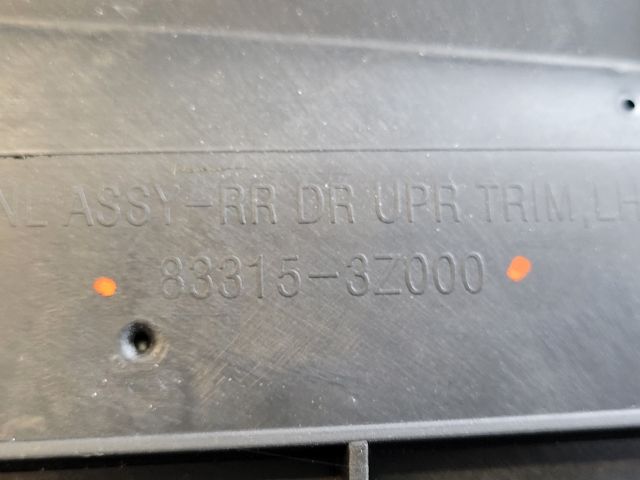 NL ASSY-RR DR UPR TRIM,LH
83315-3Z000